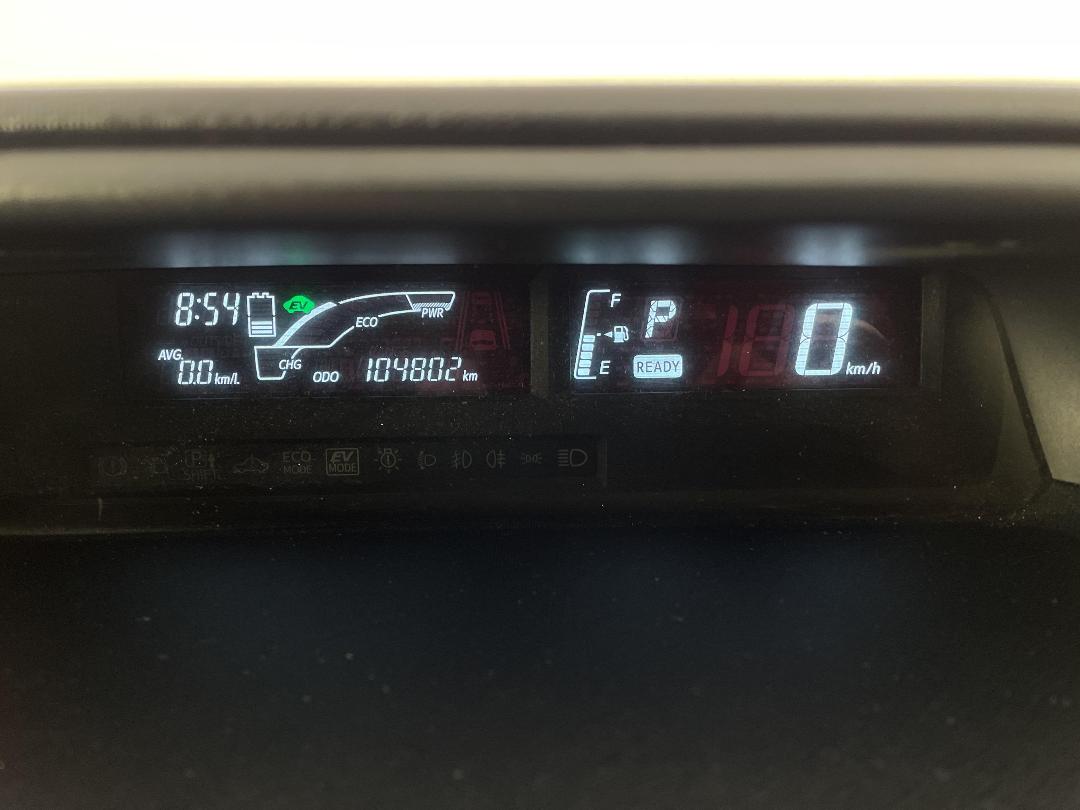 8:54
EV
PWR
ECO
AVG
0.0 km/L
CHG
ODO 104802 km
F
E
P
READY
0 km/h
P
SHIFT
ECO
MODE
EV
MODE